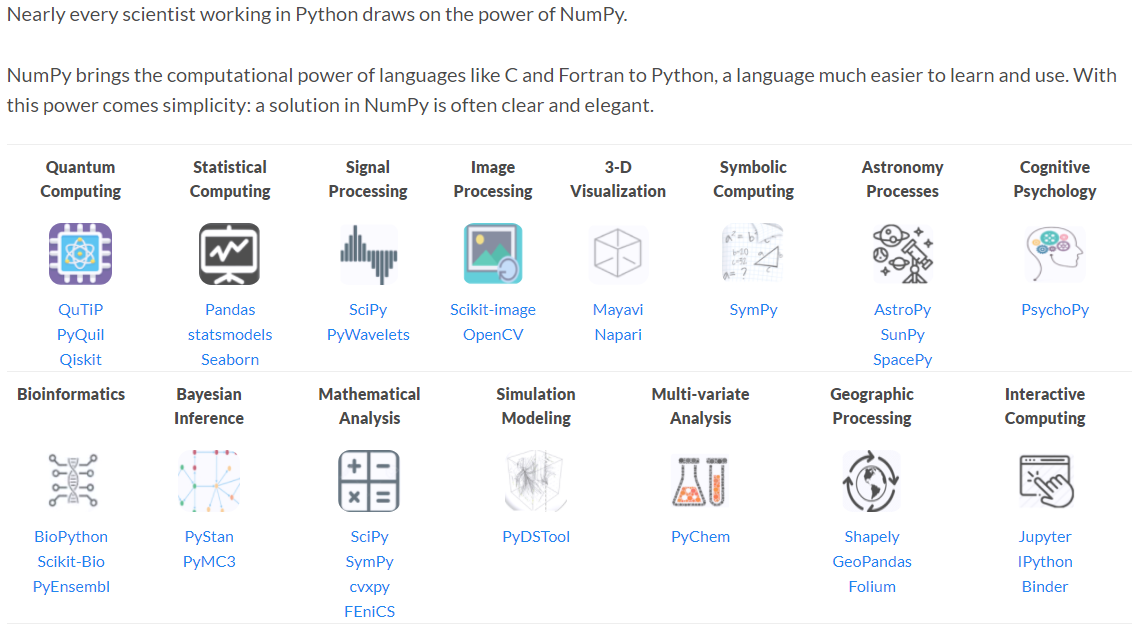 Nearly every scientist working in Python draws on the power of NumPy.
NumPy brings the computational power of languages like C and Fortran to Python, a language much easier to learn and use. With
this power comes simplicity: a solution in NumPy is often clear and elegant.
Quantum Computing
Statistical Computing
Signal Processing
Image Processing
3-D Visualization
Symbolic Computing
Astronomy Processes
Cognitive Psychology
QuTiP
PyQuil
Qiskit
Pandas
statsmodels
Seaborn
SciPy
PyWavelets
Scikit-image
OpenCV
Mayavi
Napari
SymPy
AstroPy
SunPy
SpacePy
PsychoPy
Bioinformatics
Bayesian Inference
Mathematical Analysis
Simulation Modeling
Multi-variate Analysis
Geographic Processing
Interactive Computing
BioPython
Scikit-Bio
PyEnsembl
PyStan
PyMC3
SciPy
SymPy
cvxpy
FEniCS
PyDSTool
PyChem
Shapely
GeoPandas
Folium
Jupyter
IPython
Binder